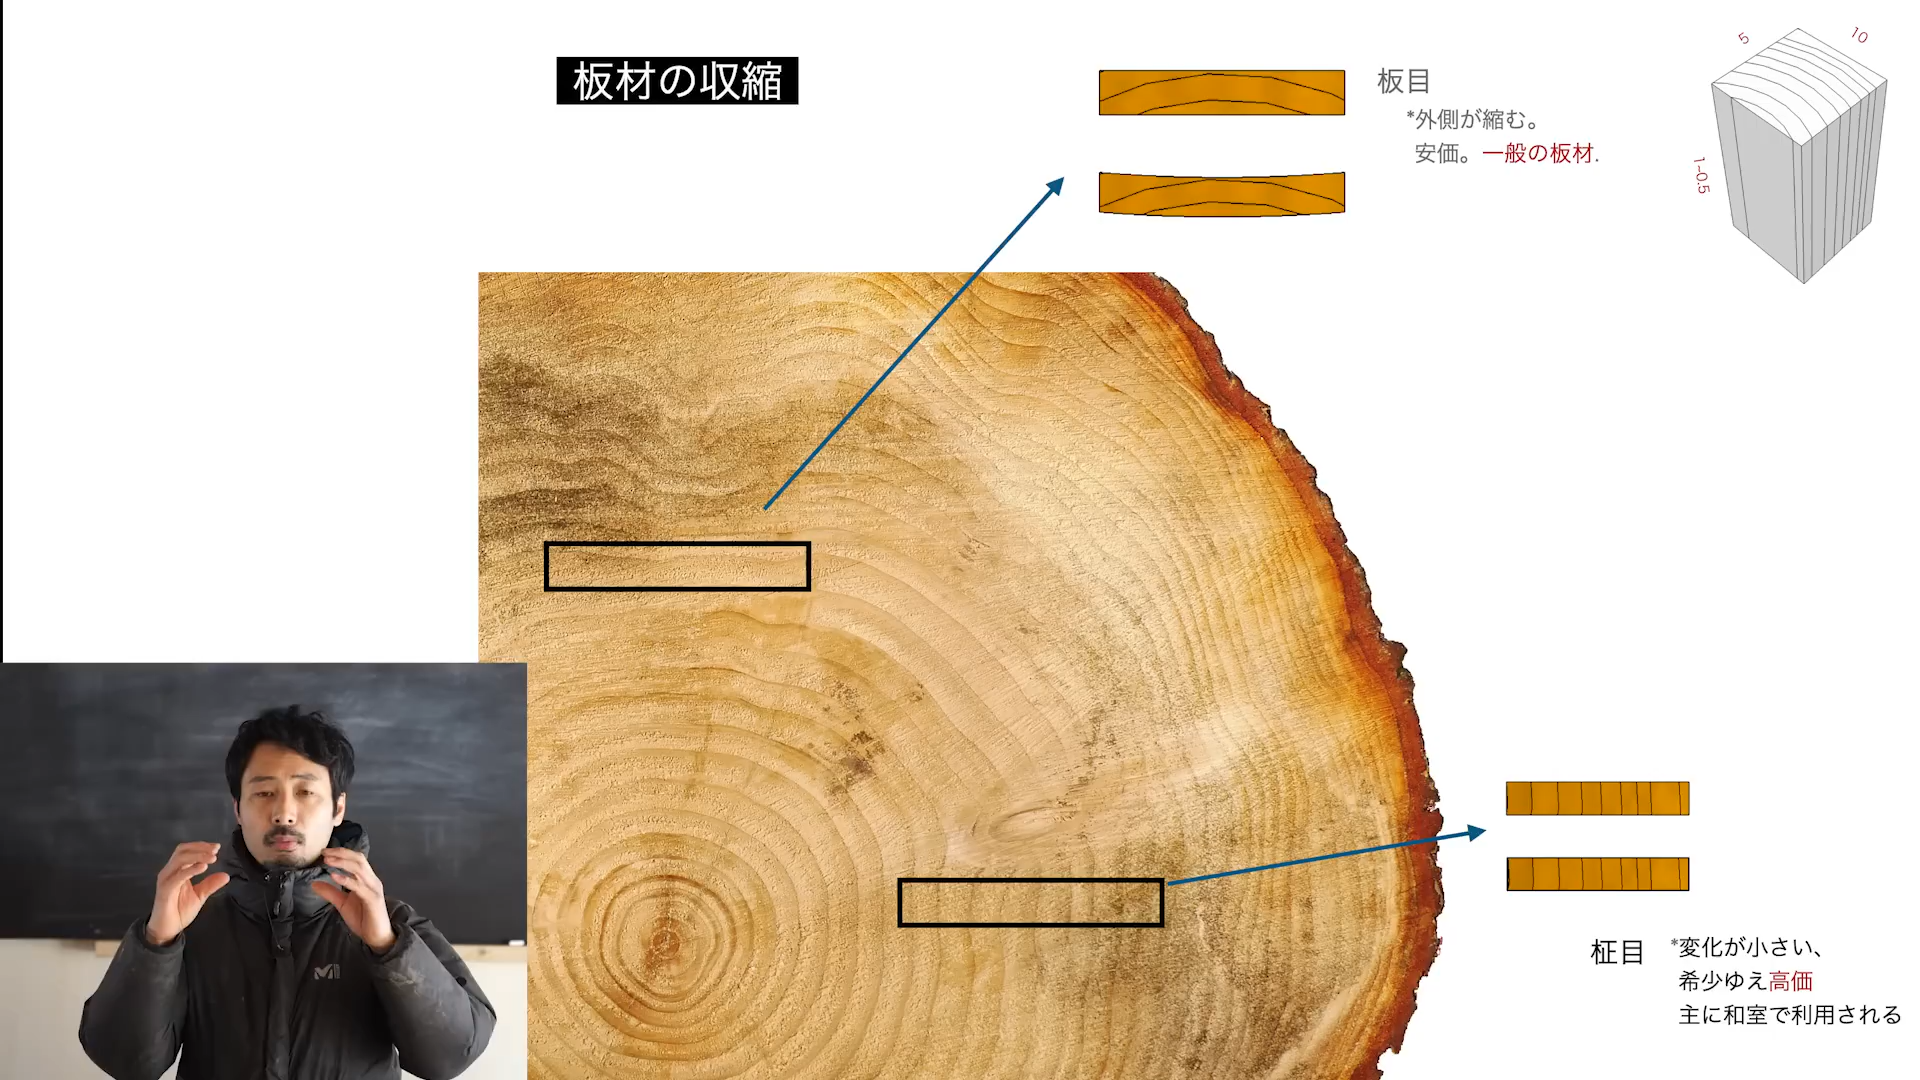 板材の収縮
板目
*外側が縮む。
安価。一般の板材.
5
10
1~0.5
柾目
*変化が小さい、
希少ゆえ高価
主に和室で利用される
M